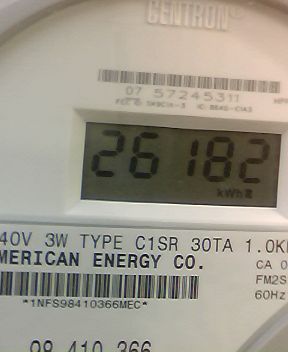 CENTRON®
07 57245311
26182
kWh
40V 3W TYPE C1SR 30TA 1.0K
MERICAN ENERGY CO.
CA 0
FM2S
60Hz
*1NFS98410366MEC*
98 410 366